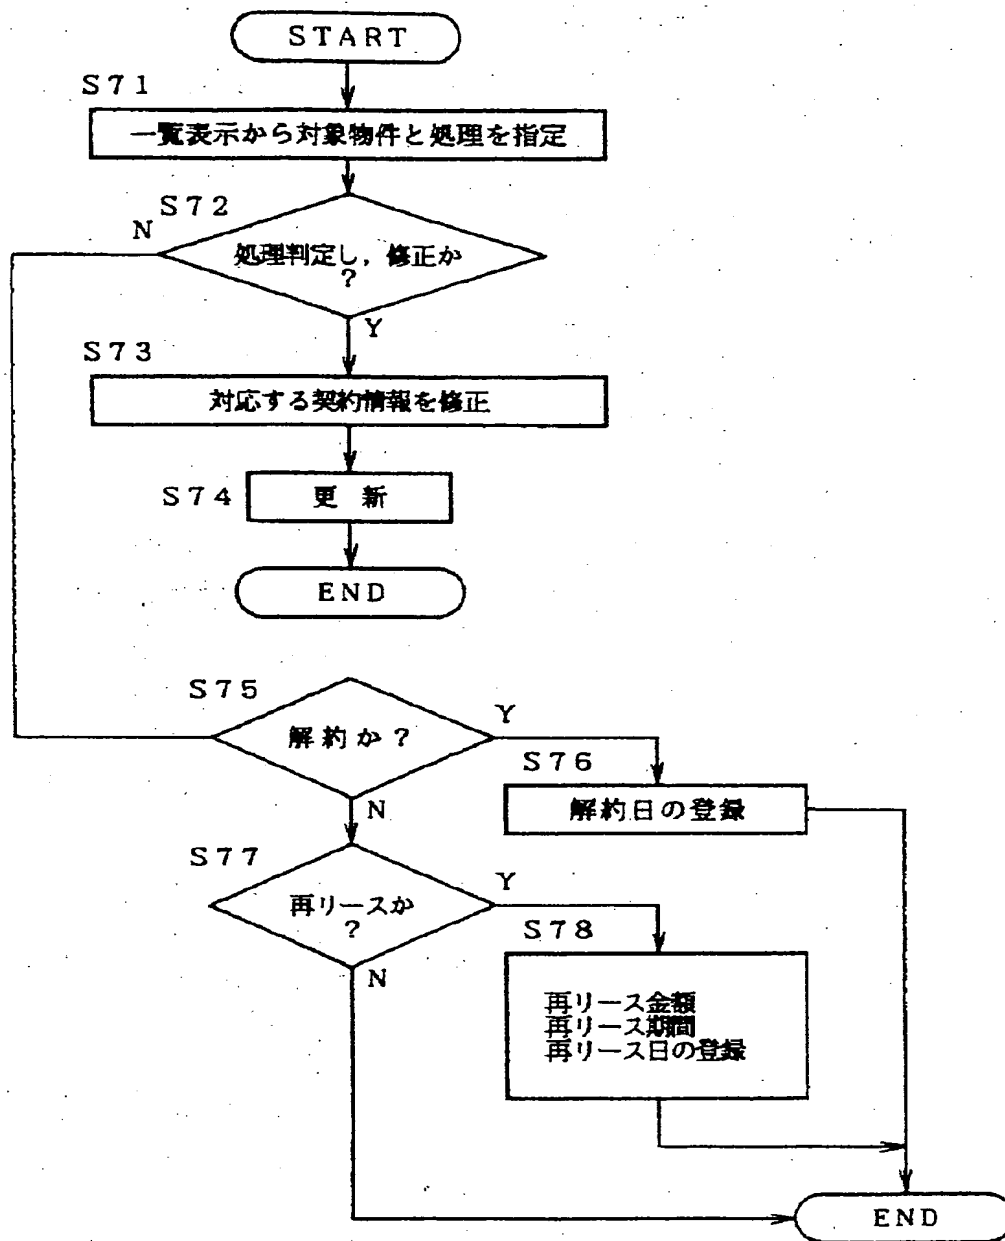 START
S71
一覧表示から対象物件と処理を指定
S72
N
処理判定し，修正か
?
Y
S73
対応する契約情報を修正
S74
更 新
END
S75
解約か？
Y
S76
解約日の登録
N
S77
再リースか
?
Y
S78
再リース金額
再リース期間
再リース日の登録
N
END